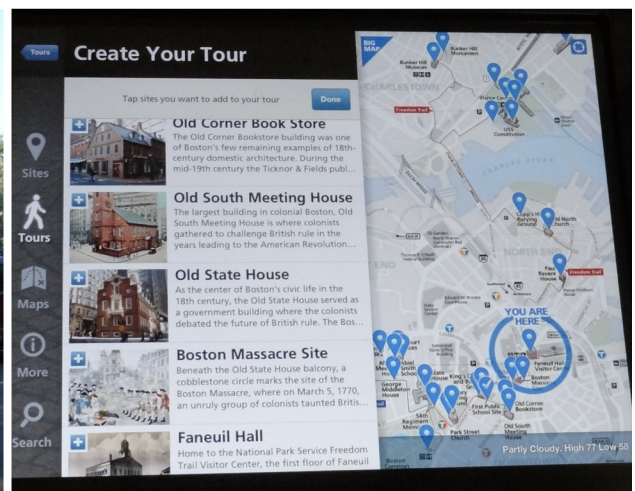 Tours
Create Your Tour
Tap sites you want to add to your tour
Done
Sites
Tours
Maps
More
Search
Old Corner Book Store
The Old Corner Bookstore building was one
of Boston's few remaining examples of 18th-
century domestic architecture. During the
mid-19th century the Ticknor & Fields publ...
Old South Meeting House
The largest building in colonial Boston, Old
South Meeting House is where colonists
gathered to challenge British rule in the
years leading to the American Revolution...
Old State House
As the center of Boston's civic life in the
18th century, the Old State House served as
a government building where the colonists
debated the future of British rule. The Bos...
Boston Massacre Site
Beneath the Old State House balcony, a
cobblestone circle marks the site of the
Boston Massacre, where on March 5, 1770,
an unruly group of colonists taunted Britis...
Faneuil Hall
Home to the National Park Service Freedom
Trail Visitor Center, the first floor of Faneuil
BIG
MAP
Bunker Hill
Museum
Bunker Hill
Monument
CHARLESTOWN
Freedom Trail
Visitor
USS
Constitution
CHARLES RIVER
Burying
Ground
Old North
Church
NORTH END
END
Paul
Revere
House
Freedom Trail
YOU ARE
HERE
Faneuil Hall
Visitor
Boston
George
Middleton
House
54th
Regiment
Park Street
Church
First Public
School Site
Old Corner
Bookstore
Old South
Meeting
House
Boston
Common
Partly Cloudy. High 77 Low 58